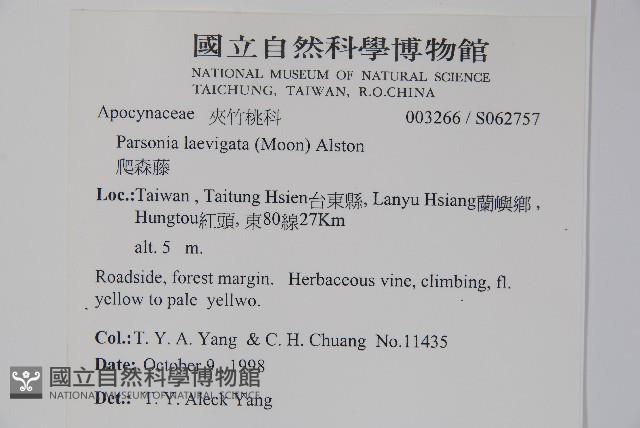 國立自然科學博物館
NATIONAL MUSEUM OF NATURAL SCIENCE
TAICHUNG, TAIWAN, R.O.CHINA
Apocynaceae 夾竹桃科 003266 / S062757
Parsonia laevigata (Moon) Alston
爬森藤
Loc.:Taiwan , Taitung Hsien台東縣, Lanyu Hsiang蘭嶼鄉 ,
Hungtou紅頭, 東80線27Km
alt. 5 m.
Roadside, forest margin. Herbaceous vine, climbing, fl.
yellow to pale yellwo.
Col.: T. Y. A. Yang & C. H. Chuang No.11435
Date: October 9, 1998
國立自然科學博物館
NATIONAL MUSEUM OF NATURAL SCIENCE
Det.: T. Y. Aleck Yang